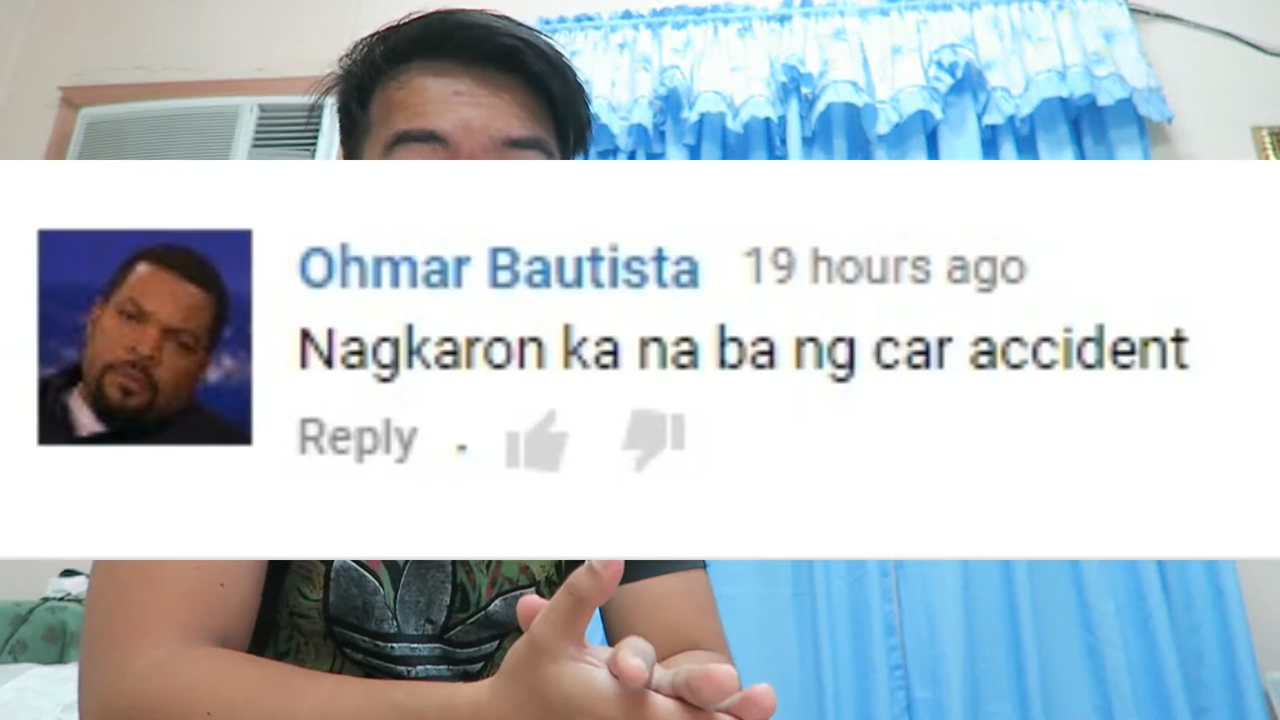 Ohmar Bautista 19 hours ago
Nagkaron ka na ba ng car accident
Reply .